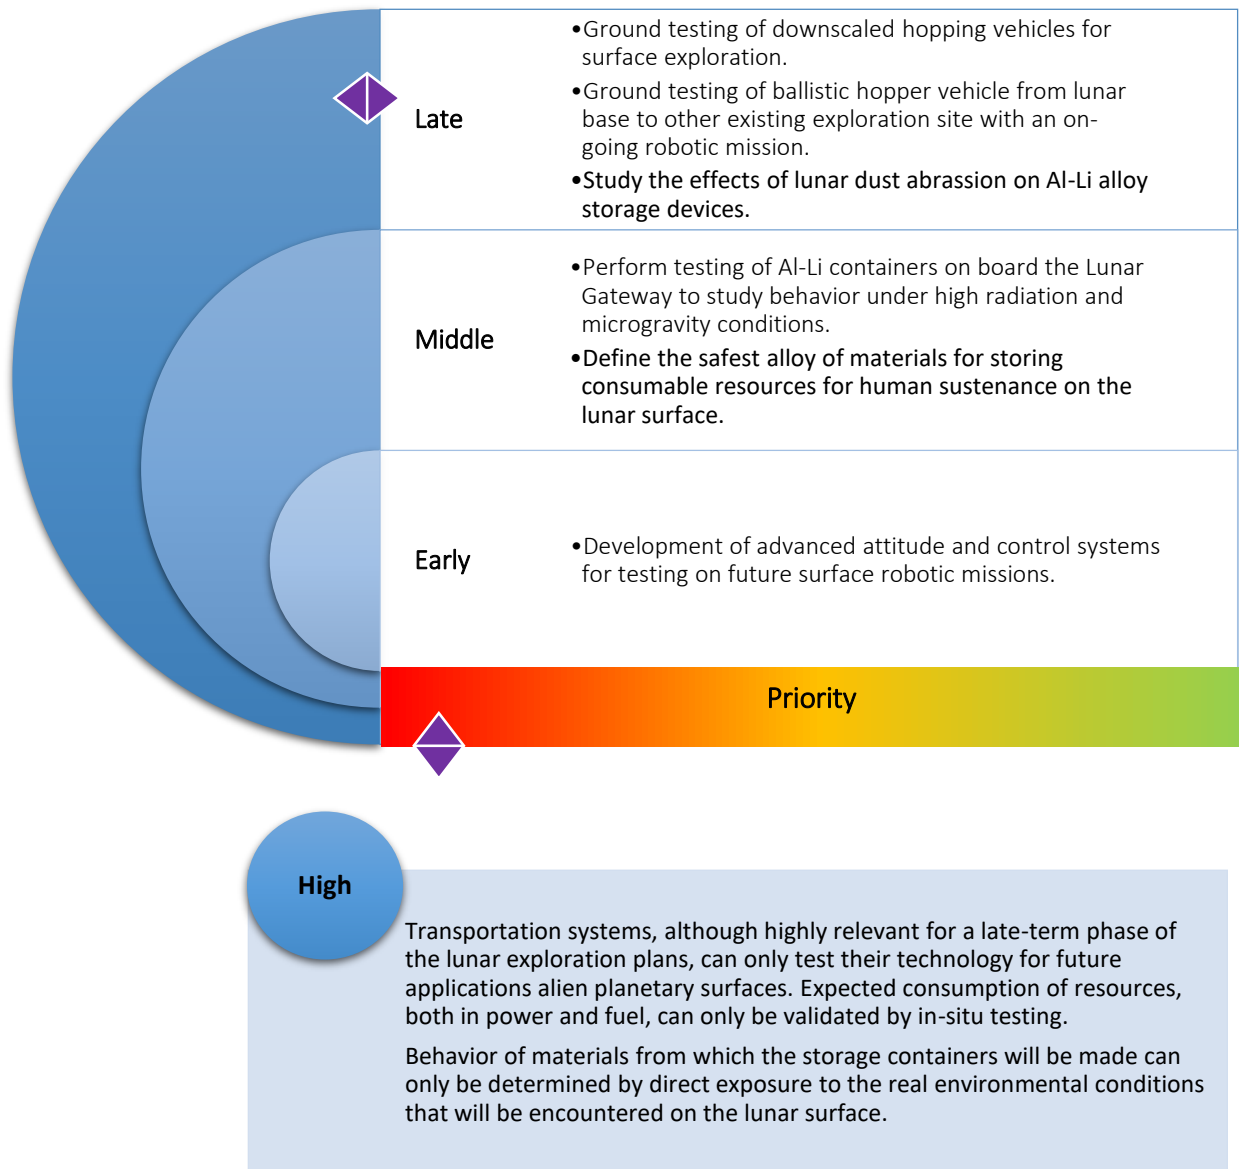 •Ground testing of downscaled hopping vehicles for
surface exploration.
•Ground testing of ballistic hopper vehicle from lunar
base to other existing exploration site with an on-
going robotic mission.
•Study the effects of lunar dust abrassion on Al-Li alloy
storage devices.
Late
•Perform testing of Al-Li containers on board the Lunar
Gateway to study behavior under high radiation and
microgravity conditions.
•Define the safest alloy of materials for storing
consumable resources for human sustenance on the
lunar surface.
Middle
•Development of advanced attitude and control systems
for testing on future surface robotic missions.
Early
Priority
High
Transportation systems, although highly relevant for a late-term phase of
the lunar exploration plans, can only test their technology for future
applications alien planetary surfaces. Expected consumption of resources,
both in power and fuel, can only be validated by in-situ testing.
Behavior of materials from which the storage containers will be made can
only be determined by direct exposure to the real environmental conditions
that will be encountered on the lunar surface.